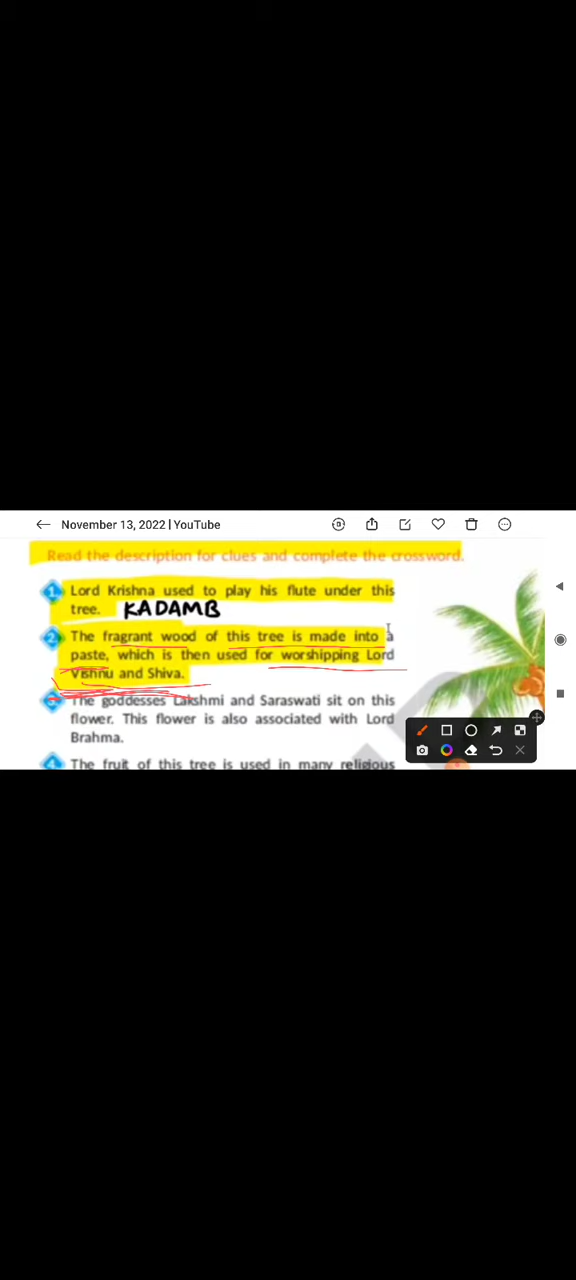 November 13, 2022 | YouTube
Read the description for clues and complete the crossword.
1 Lord Krishna used to play his flute under this
tree. KADAMB
2 The fragrant wood of this tree is made into a
paste, which is then used for worshipping Lord
Vishnu and Shiva.
3 The goddesses Lakshmi and Saraswati sit on this
flower. This flower is also associated with Lord
Brahma.
4 The fruit of this tree is used in many religious